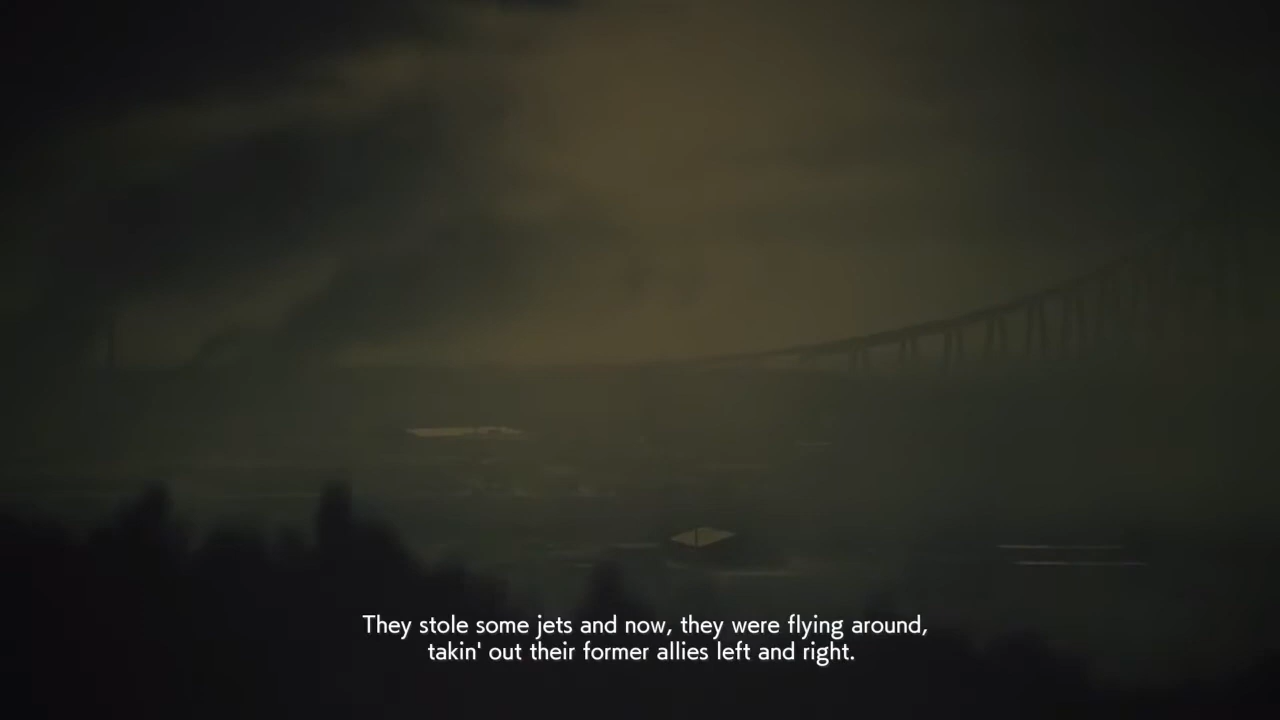 They stole some jets and now, they were flying around,
takin' out their former allies left and right.